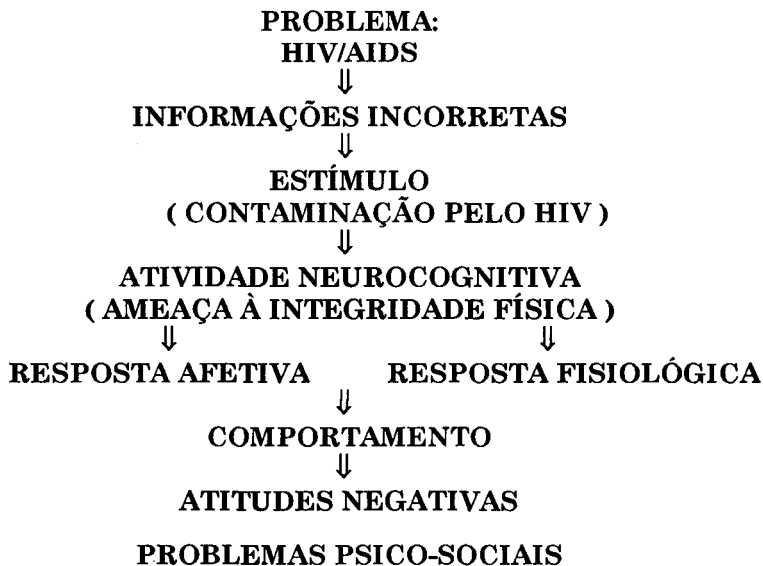 PROBLEMA:
HIV/AIDS
⇓
INFORMAÇÕES INCORRETAS
⇓
ESTÍMULO
( CONTAMINAÇÃO PELO HIV )
⇓
ATIVIDADE NEUROCOGNITIVA
( AMEAÇA À INTEGRIDADE FÍSICA )
⇓ ⇓
RESPOSTA AFETIVA RESPOSTA FISIOLÓGICA
⇓
COMPORTAMENTO
⇓
ATITUDES NEGATIVAS
PROBLEMAS PSICO-SOCIAIS